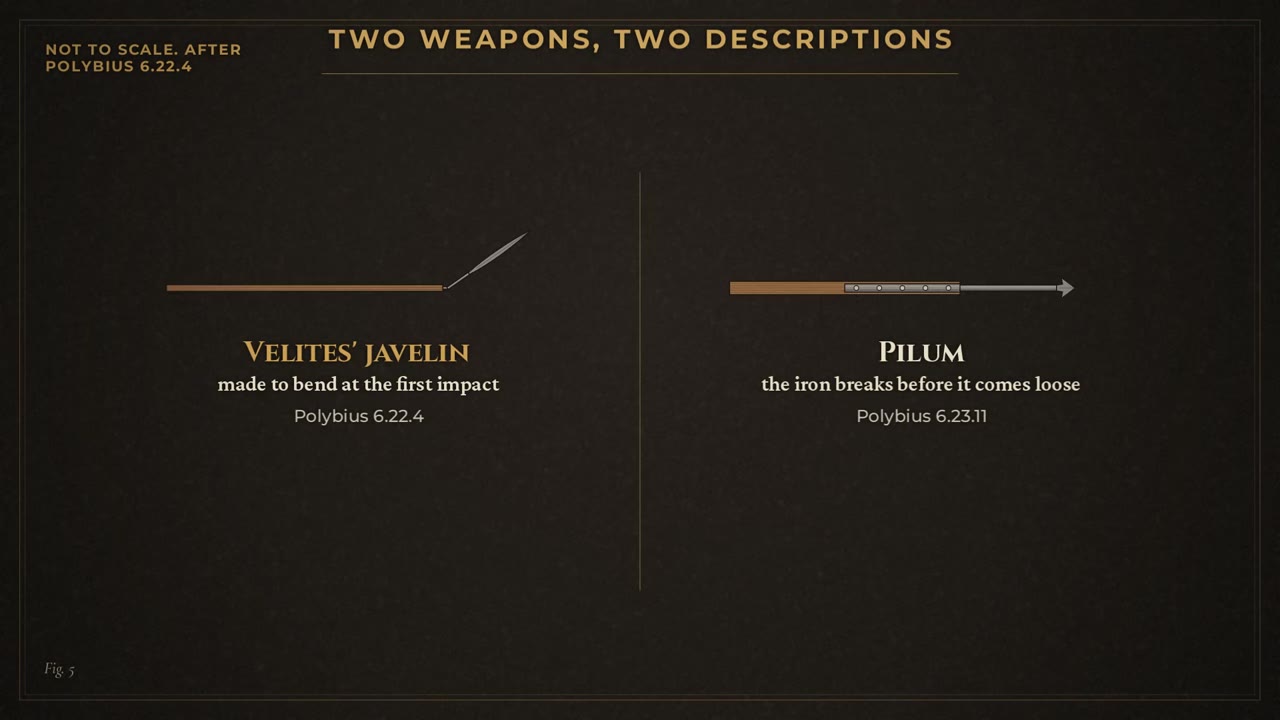 NOT TO SCALE. AFTER
POLYBIUS 6.22.4
TWO WEAPONS, TWO DESCRIPTIONS
Velites' javelin
made to bend at the first impact
Polybius 6.22.4
Pilum
the iron breaks before it comes loose
Polybius 6.23.11
Fig. 5